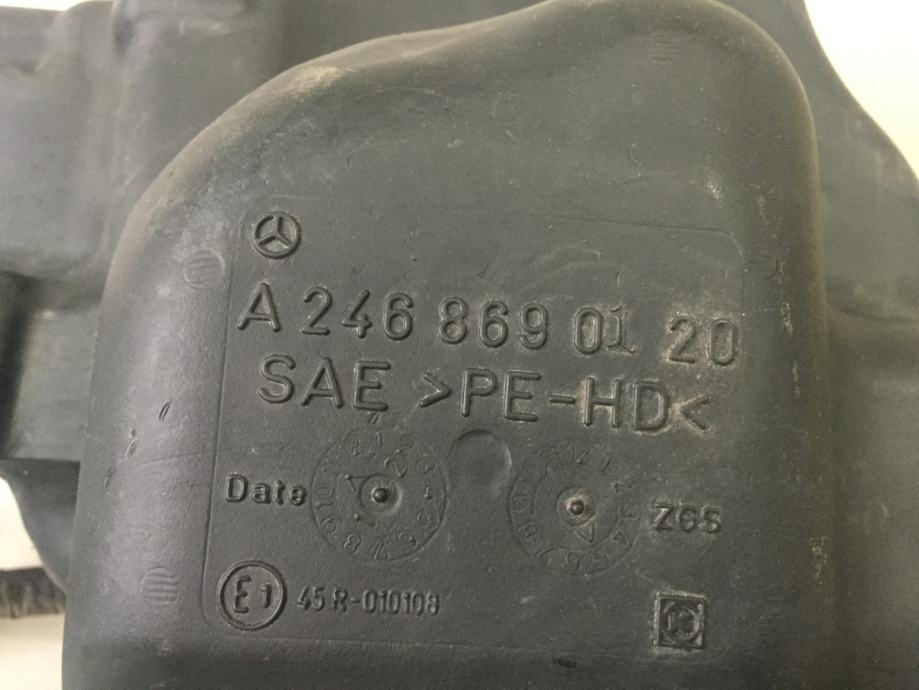 A 246 869 01 20
SAE >PE-HD<
Date
ZGS
E1 45 R-010108